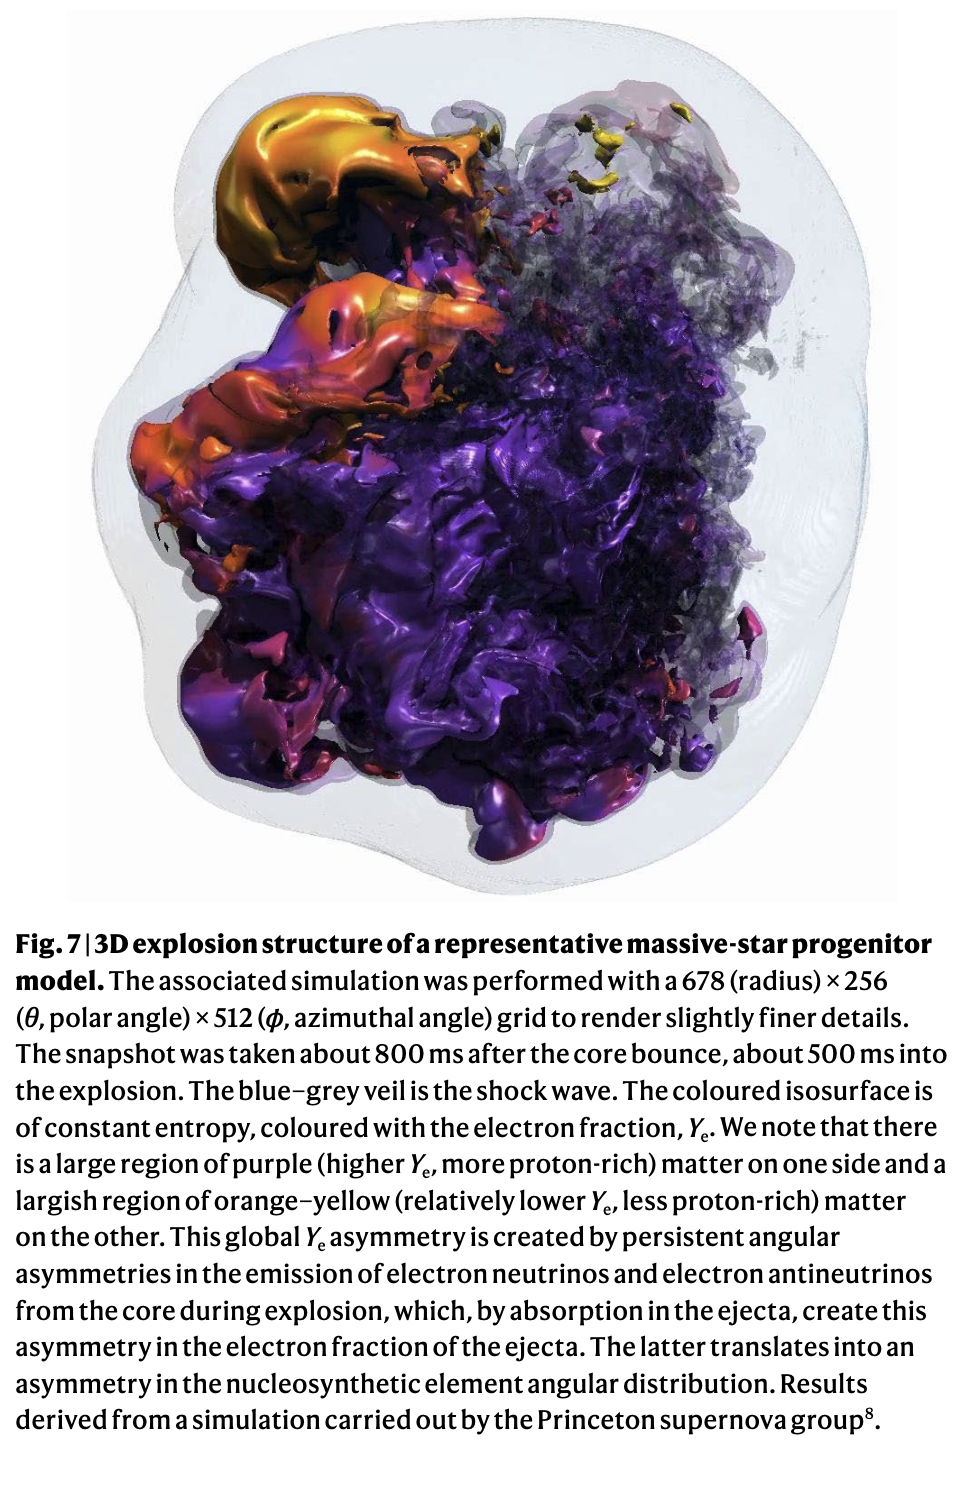 Fig. 7 | 3D explosion structure of a representative massive-star progenitor
model. The associated simulation was performed with a 678 (radius) × 256
(θ, polar angle) × 512 (ϕ, azimuthal angle) grid to render slightly finer details.
The snapshot was taken about 800 ms after the core bounce, about 500 ms into
the explosion. The blue–grey veil is the shock wave. The coloured isosurface is
of constant entropy, coloured with the electron fraction, Yₑ. We note that there
is a large region of purple (higher Yₑ, more proton-rich) matter on one side and a
largish region of orange–yellow (relatively lower Yₑ, less proton-rich) matter
on the other. This global Yₑ asymmetry is created by persistent angular
asymmetries in the emission of electron neutrinos and electron antineutrinos
from the core during explosion, which, by absorption in the ejecta, create this
asymmetry in the electron fraction of the ejecta. The latter translates into an
asymmetry in the nucleosynthetic element angular distribution. Results
derived from a simulation carried out by the Princeton supernova group⁸.